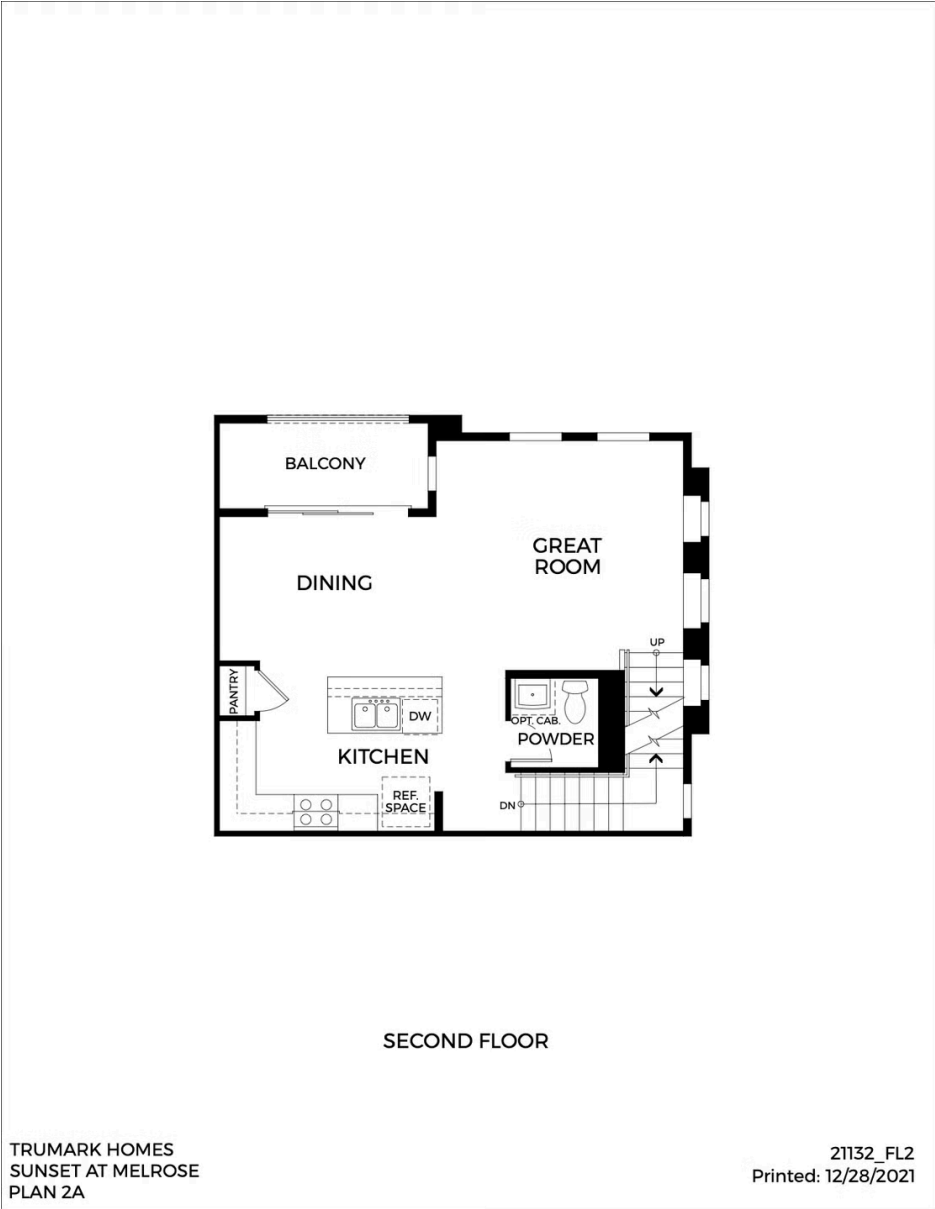 BALCONY
GREAT
ROOM
DINING
UP
PANTRY
DW
OPT. CAB.
POWDER
KITCHEN
REF.
SPACE
DN
SECOND FLOOR
TRUMARK HOMES
SUNSET AT MELROSE
PLAN 2A
21132_FL2
Printed: 12/28/2021